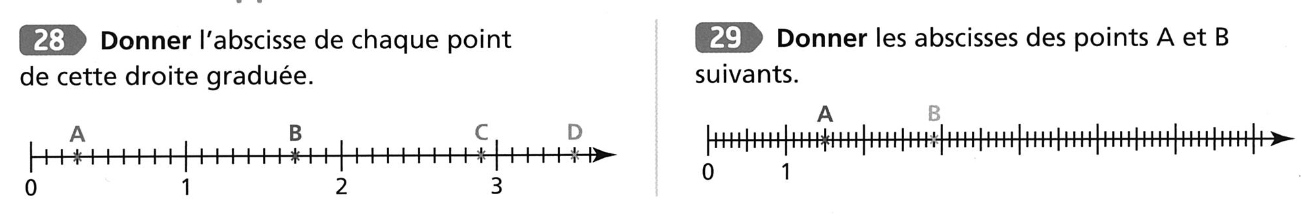 28 Donner l'abscisse de chaque point
de cette droite graduée.
A B C D
0 1 2 3
29 Donner les abscisses des points A et B
suivants.
A B
0 1